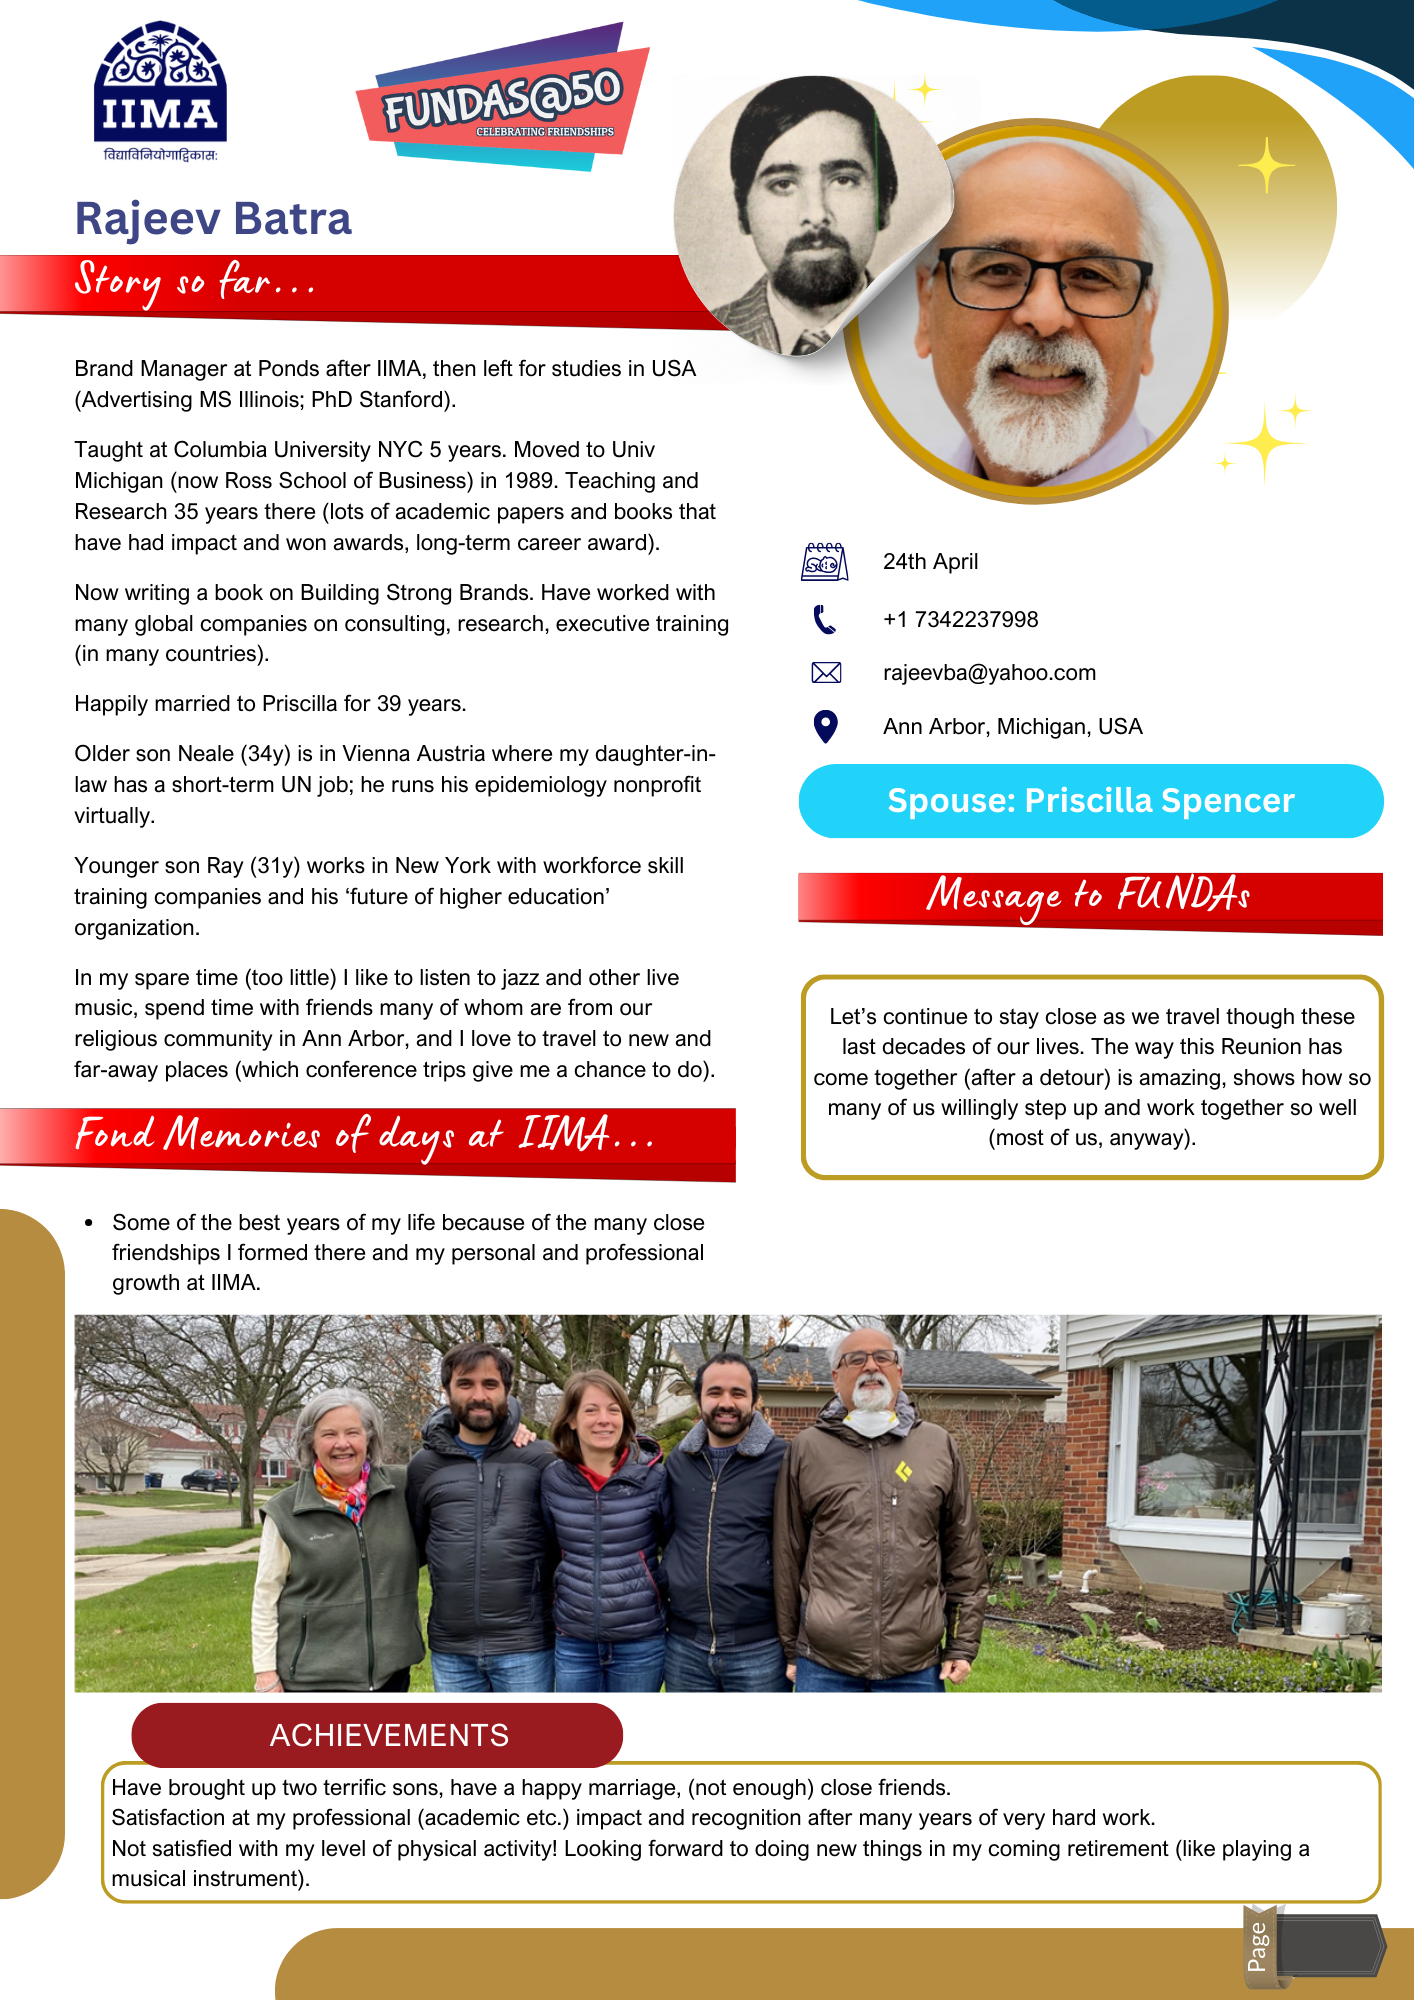 IIMA
विद्याविनियोगाद्विकास:
FUNDAS@50
CELEBRATING FRIENDSHIPS
Rajeev Batra
Story so far...
Brand Manager at Ponds after IIMA, then left for studies in USA
(Advertising MS Illinois; PhD Stanford).
Taught at Columbia University NYC 5 years. Moved to Univ
Michigan (now Ross School of Business) in 1989. Teaching and
Research 35 years there (lots of academic papers and books that
have had impact and won awards, long-term career award).
Now writing a book on Building Strong Brands. Have worked with
many global companies on consulting, research, executive training
(in many countries).
Happily married to Priscilla for 39 years.
Older son Neale (34y) is in Vienna Austria where my daughter-in-
law has a short-term UN job; he runs his epidemiology nonprofit
virtually.
Younger son Ray (31y) works in New York with workforce skill
training companies and his ‘future of higher education’
organization.
In my spare time (too little) I like to listen to jazz and other live
music, spend time with friends many of whom are from our
religious community in Ann Arbor, and I love to travel to new and
far-away places (which conference trips give me a chance to do).
Fond Memories of days at IIMA...
• Some of the best years of my life because of the many close
friendships I formed there and my personal and professional
growth at IIMA.
24th April
+1 7342237998
rajeevba@yahoo.com
Ann Arbor, Michigan, USA
Spouse: Priscilla Spencer
Message to FUNDAs
Let’s continue to stay close as we travel though these
last decades of our lives. The way this Reunion has
come together (after a detour) is amazing, shows how so
many of us willingly step up and work together so well
(most of us, anyway).
ACHIEVEMENTS
Have brought up two terrific sons, have a happy marriage, (not enough) close friends.
Satisfaction at my professional (academic etc.) impact and recognition after many years of very hard work.
Not satisfied with my level of physical activity! Looking forward to doing new things in my coming retirement (like playing a
musical instrument).
Page